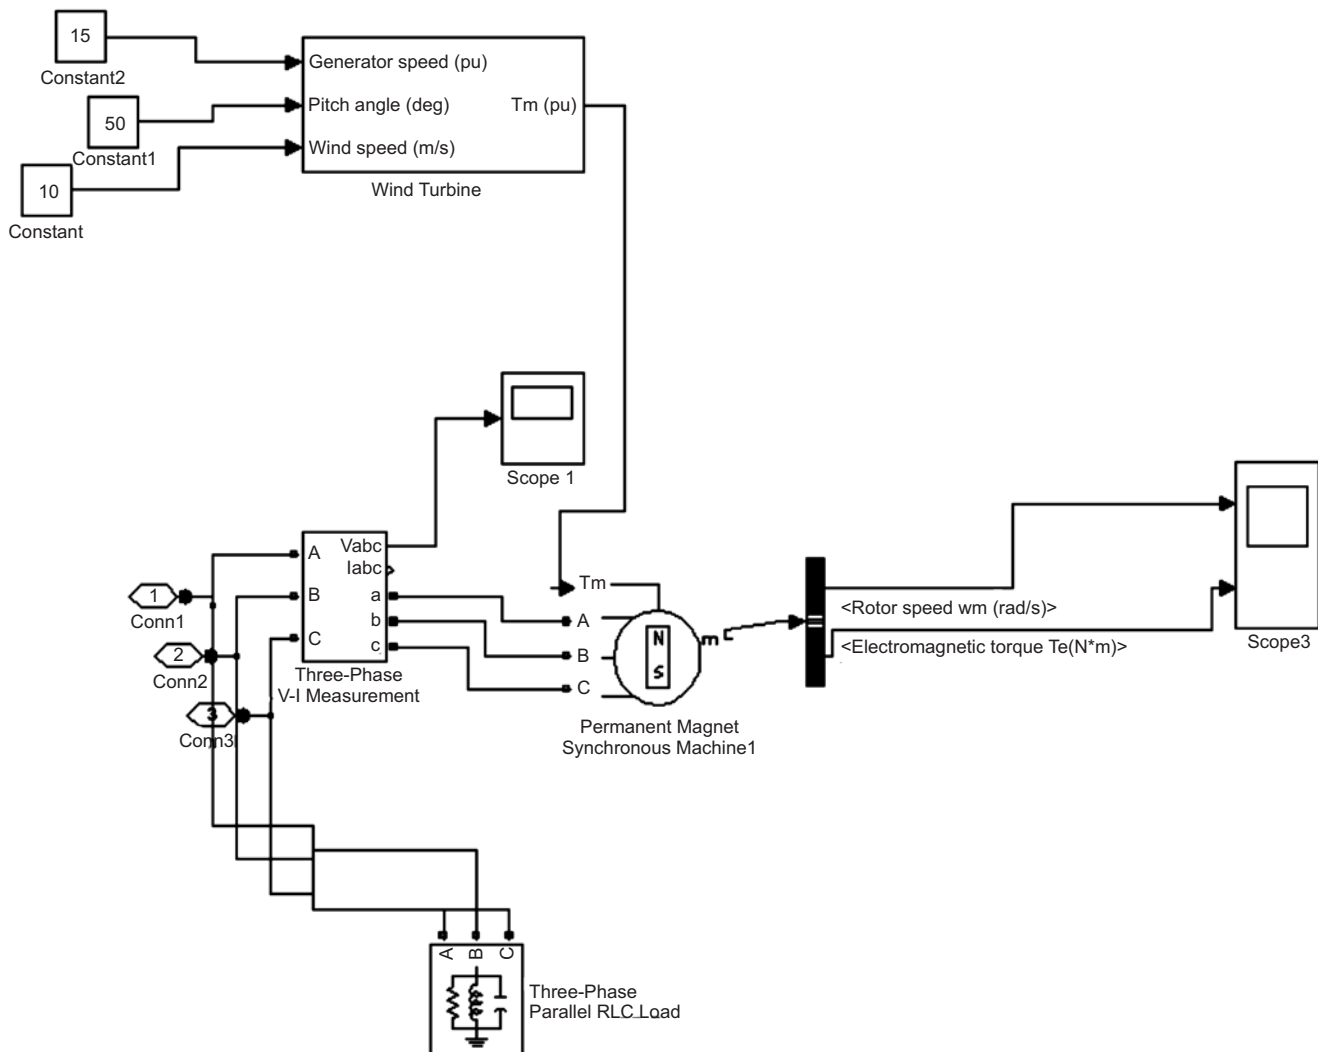 15
Constant2
50
Constant1
10
Constant
Generator speed (pu)
Pitch angle (deg)
Wind speed (m/s)
Tm (pu)
Wind Turbine
Scope 1
A
B
C
Vabc
Iabc
a
b
c
Three-Phase
V-I Measurement
1
Conn1
2
Conn2
3
Conn3
Tm
A
B
C
N
S
m
Permanent Magnet
Synchronous Machine1
<Rotor speed wm (rad/s)>
<Electromagnetic torque Te(N*m)>
Scope3
A
B
C
Three-Phase
Parallel RLC Load